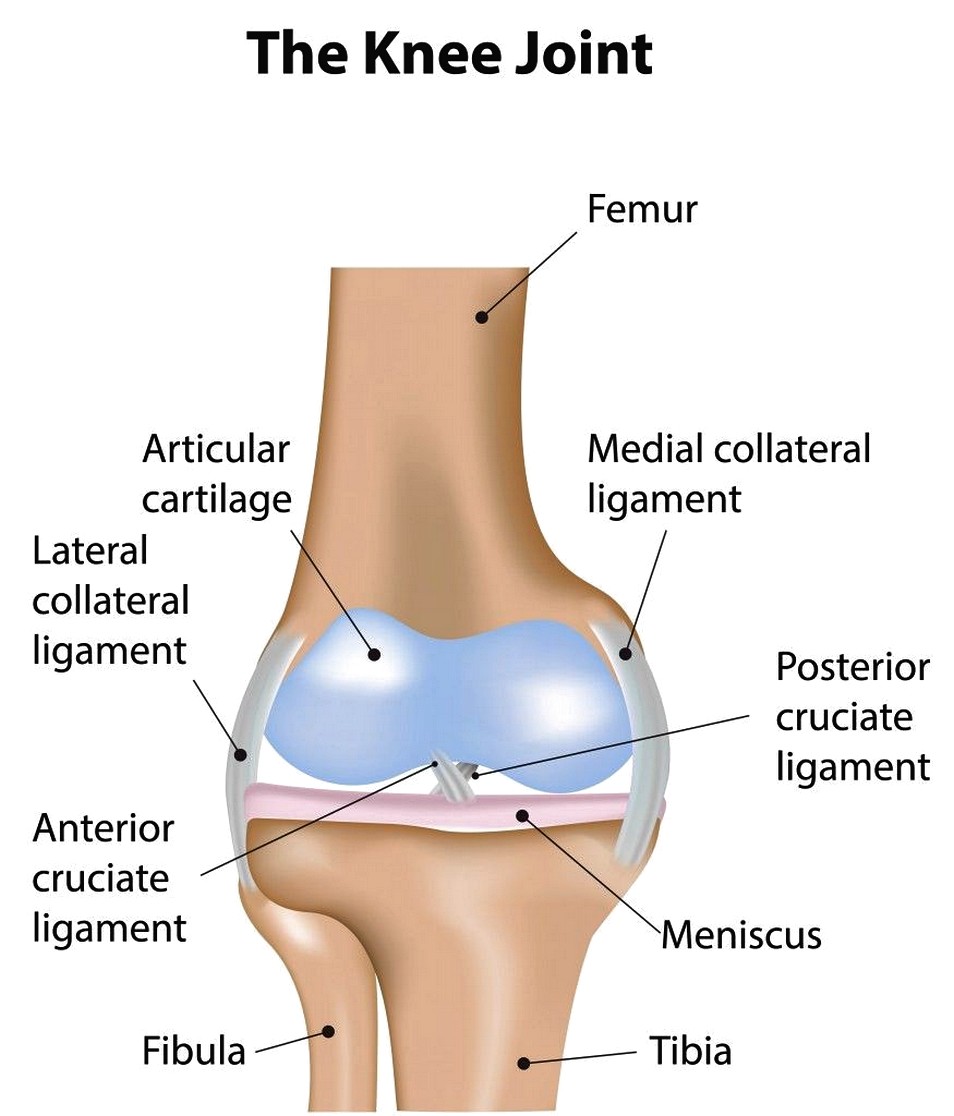 The Knee Joint
Femur
Articular
cartilage
Medial collateral
ligament
Lateral
collateral
ligament
Posterior
cruciate
ligament
Anterior
cruciate
ligament
Meniscus
Fibula
Tibia